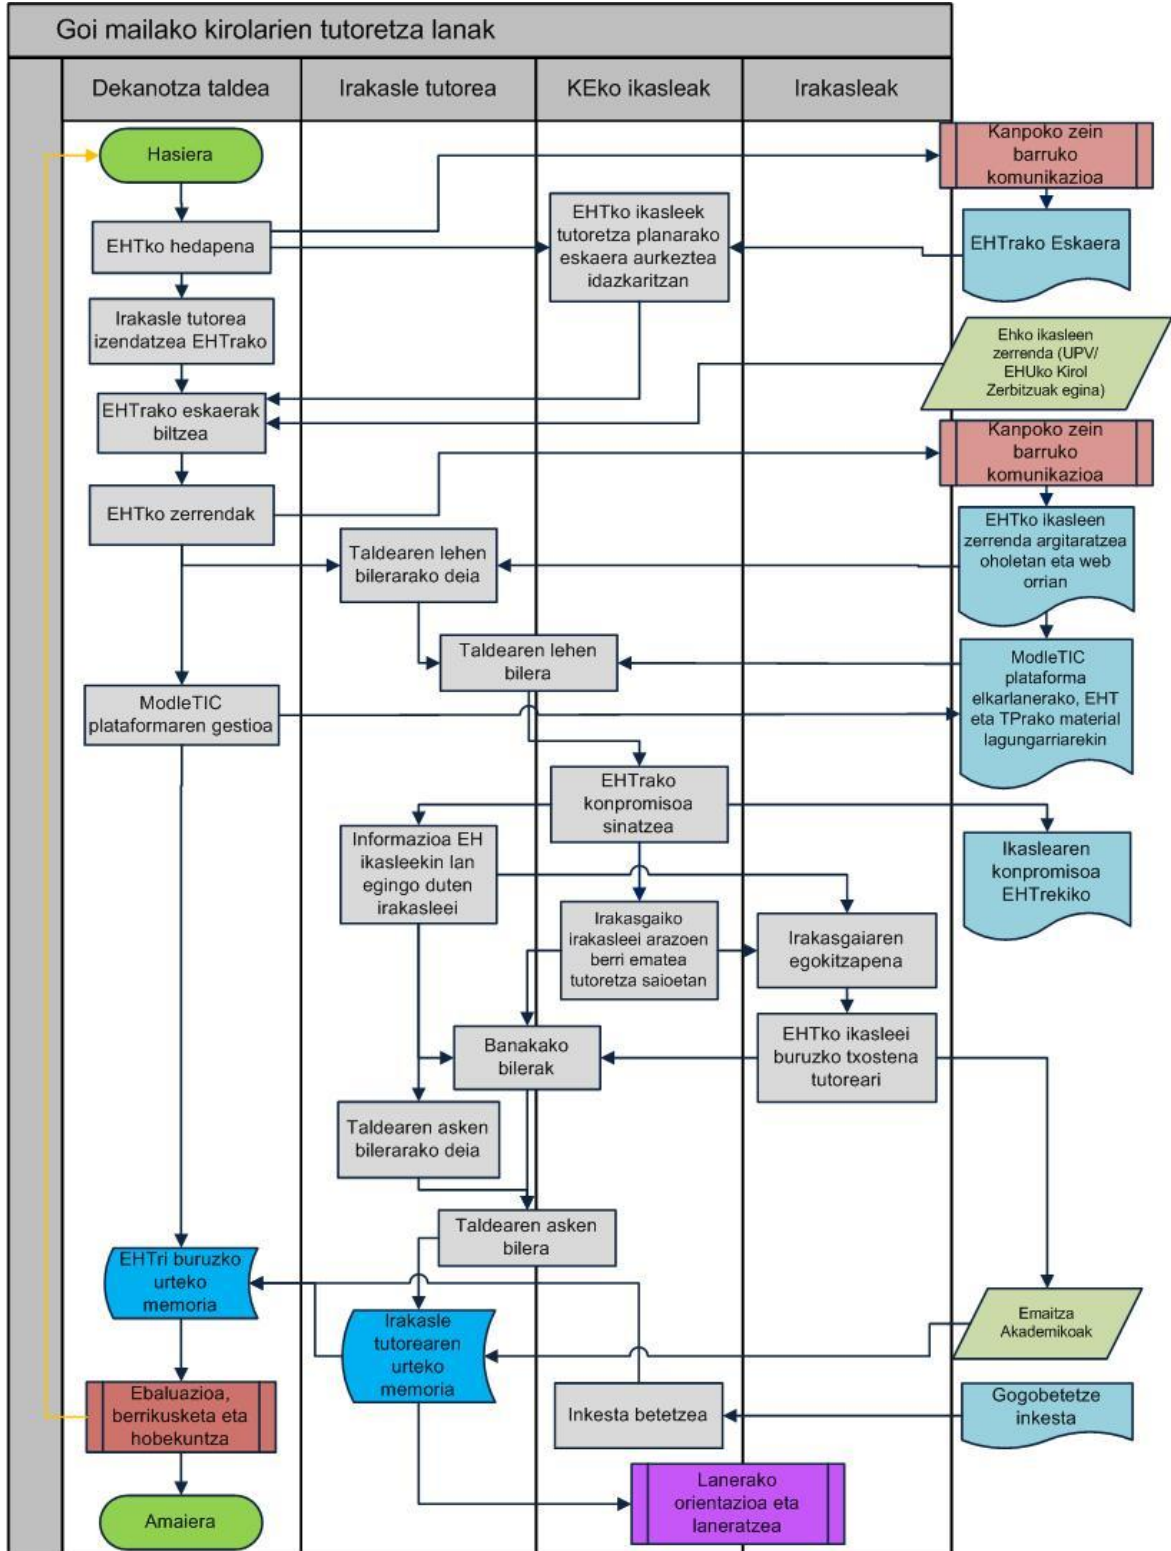 Goi mailako kirolarien tutoretza lanak
Dekanotza taldea
Irakasle tutorea
KEko ikasleak
Irakasleak
Hasiera
Kanpoko zein
barruko
komunikazioa
EHTko hedapena
EHTko ikasleek
tutoretza planarako
eskaera aurkeztea
idazkaritzan
EHTrako Eskaera
Irakasle tutorea
izendatzea EHTrako
Ehko ikasleen
zerrenda (UPV/
EHUko Kirol
Zerbitzuak egina)
EHTrako eskaerak
biltzea
Kanpoko zein
barruko
komunikazioa
EHTko zerrendak
EHTko ikasleen
zerrenda argitaratzea
oholetan eta web
orrian
Taldearen lehen
bilerarako deia
Taldearen lehen
bilera
ModleTIC
plataforma
elkarlanerako, EHT
eta TPrako material
lagungarriarekin
ModleTIC
plataformaren gestioa
EHTrako
konpromisoa
sinatzea
Informazioa EH
ikasleekin lan
egingo duten
irakasleei
Ikaslearen
konpromisoa
EHTrekiko
Irakasgaiko
irakasleei arazoen
berri ematea
tutoretza saioetan
Irakasgaiaren
egokitzapena
Banakako
bilerak
EHTko ikasleei
buruzko txostena
tutoreari
Taldearen asken
bilerarako deia
Taldearen asken
bilera
EHTri buruzko
urteko
memoria
Irakasle
tutorearen
urteko
memoria
Emaitza
Akademikoak
Ebaluazioa,
berrikusketa eta
hobekuntza
Inkesta betetzea
Gogobetetze
inkesta
Lanerako
orientazioa eta
laneratzea
Amaiera